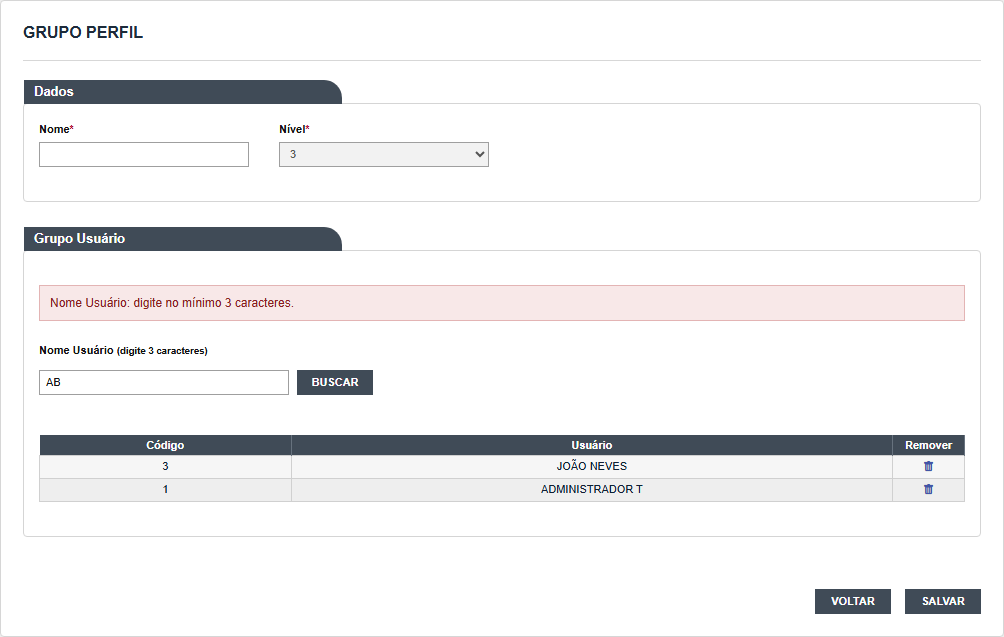 GRUPO PERFIL
Dados
Nome* Nível*
3
Grupo Usuário
Nome Usuário: digite no mínimo 3 caracteres.
Nome Usuário (digite 3 caracteres)
AB BUSCAR
Código Usuário Remover
3 JOÃO NEVES
1 ADMINISTRADOR T
VOLTAR SALVAR